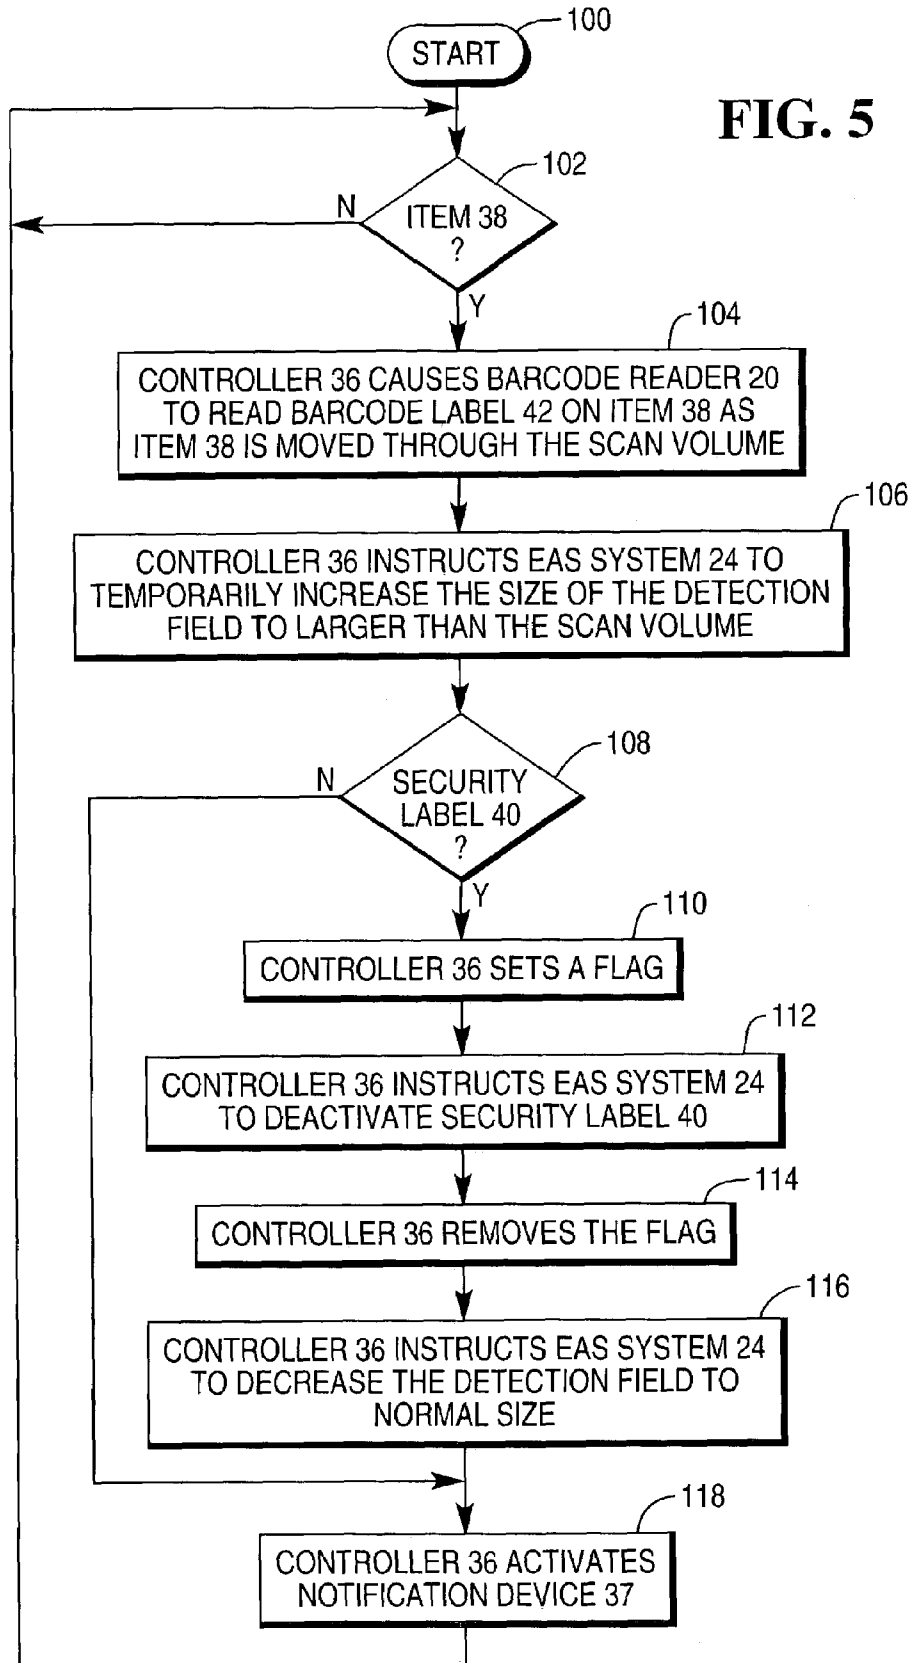 100
START
FIG. 5
102
N
ITEM 38
?
Y
104
CONTROLLER 36 CAUSES BARCODE READER 20
TO READ BARCODE LABEL 42 ON ITEM 38 AS
ITEM 38 IS MOVED THROUGH THE SCAN VOLUME
106
CONTROLLER 36 INSTRUCTS EAS SYSTEM 24 TO
TEMPORARILY INCREASE THE SIZE OF THE DETECTION
FIELD TO LARGER THAN THE SCAN VOLUME
108
N
SECURITY
LABEL 40
?
Y
110
CONTROLLER 36 SETS A FLAG
112
CONTROLLER 36 INSTRUCTS EAS SYSTEM 24
TO DEACTIVATE SECURITY LABEL 40
114
CONTROLLER 36 REMOVES THE FLAG
116
CONTROLLER 36 INSTRUCTS EAS SYSTEM 24
TO DECREASE THE DETECTION FIELD TO
NORMAL SIZE
118
CONTROLLER 36 ACTIVATES
NOTIFICATION DEVICE 37